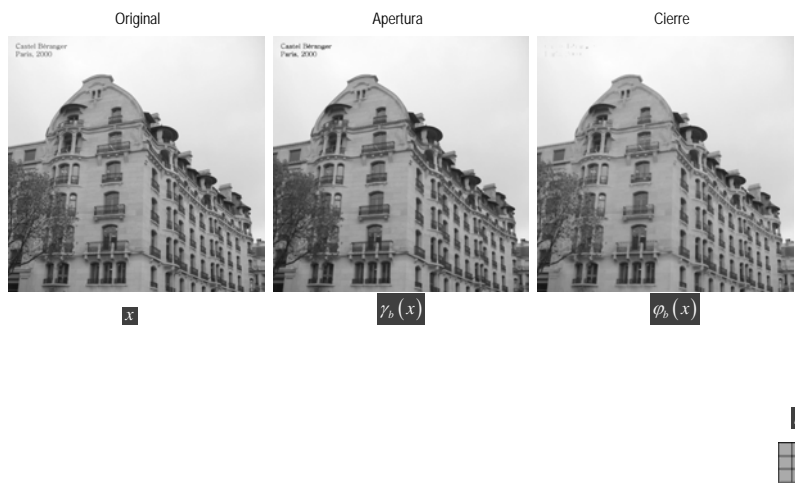 Original
Apertura
Cierre
Castel Béranger
Paris, 2000
Castel Béranger
Paris, 2000
x
γb(x)
φb(x)